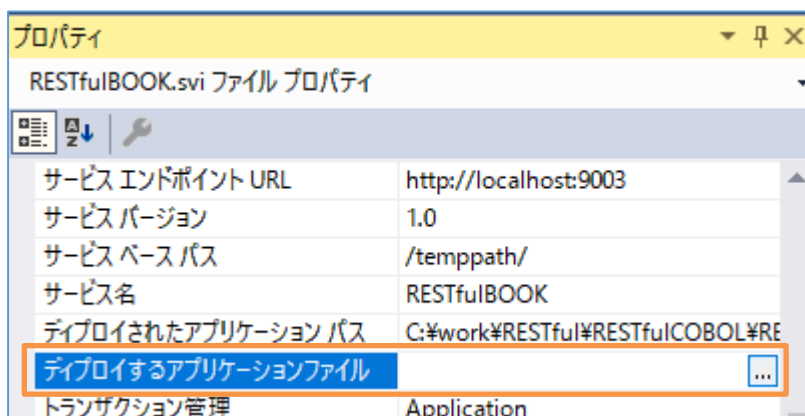 プロパティ
RESTfulBOOK.svi ファイル プロパティ
サービス エンドポイント URL http://localhost:9003
サービス バージョン 1.0
サービス ベース パス /temppath/
サービス名 RESTfulBOOK
ディプロイされたアプリケーション パス C:¥work¥RESTful¥RESTfulCOBOL¥RE
ディプロイするアプリケーションファイル ...
トランザクション管理 Application